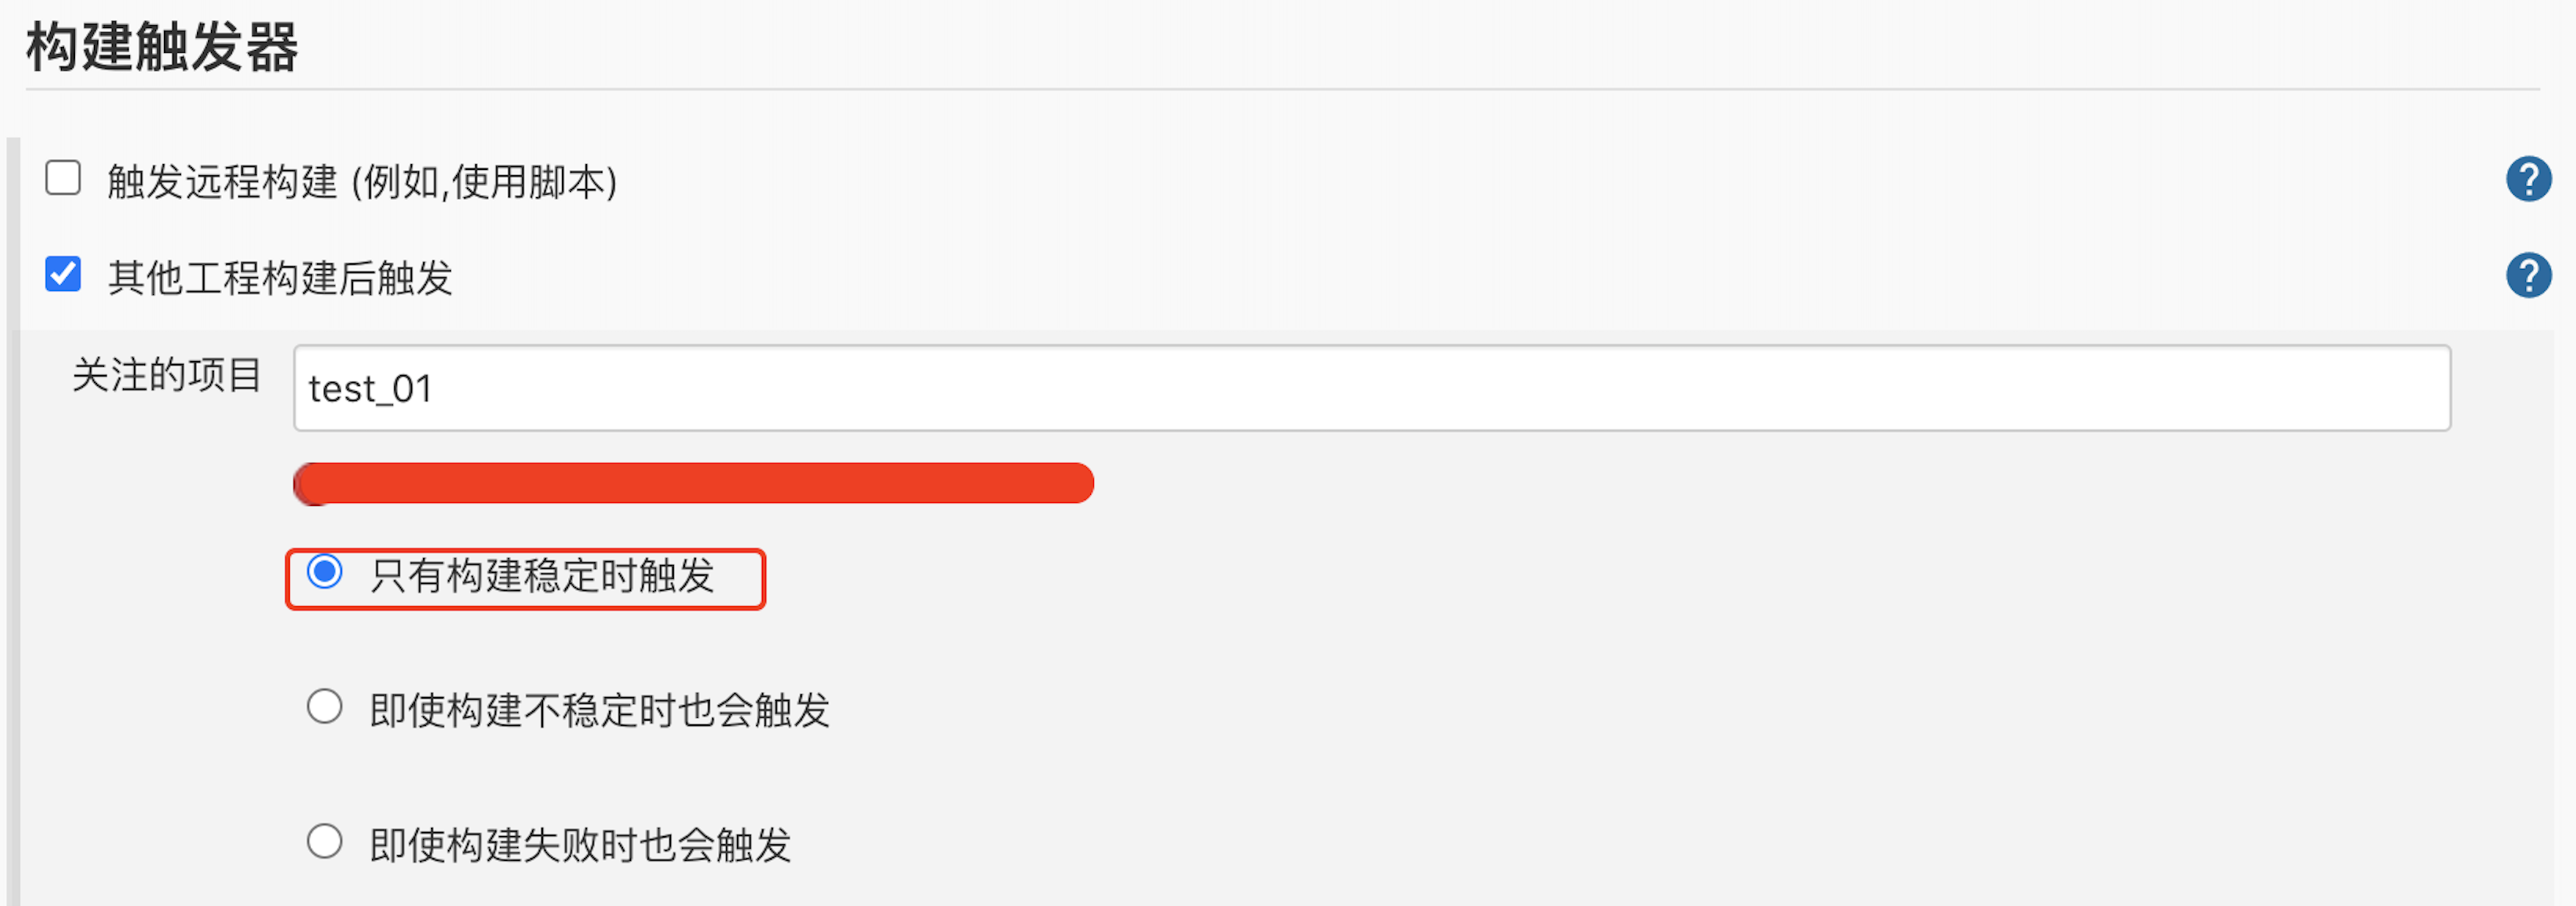 构建触发器
触发远程构建 (例如,使用脚本)
?
其他工程构建后触发
?
关注的项目
test_01
只有构建稳定时触发
即使构建不稳定时也会触发
即使构建失败时也会触发